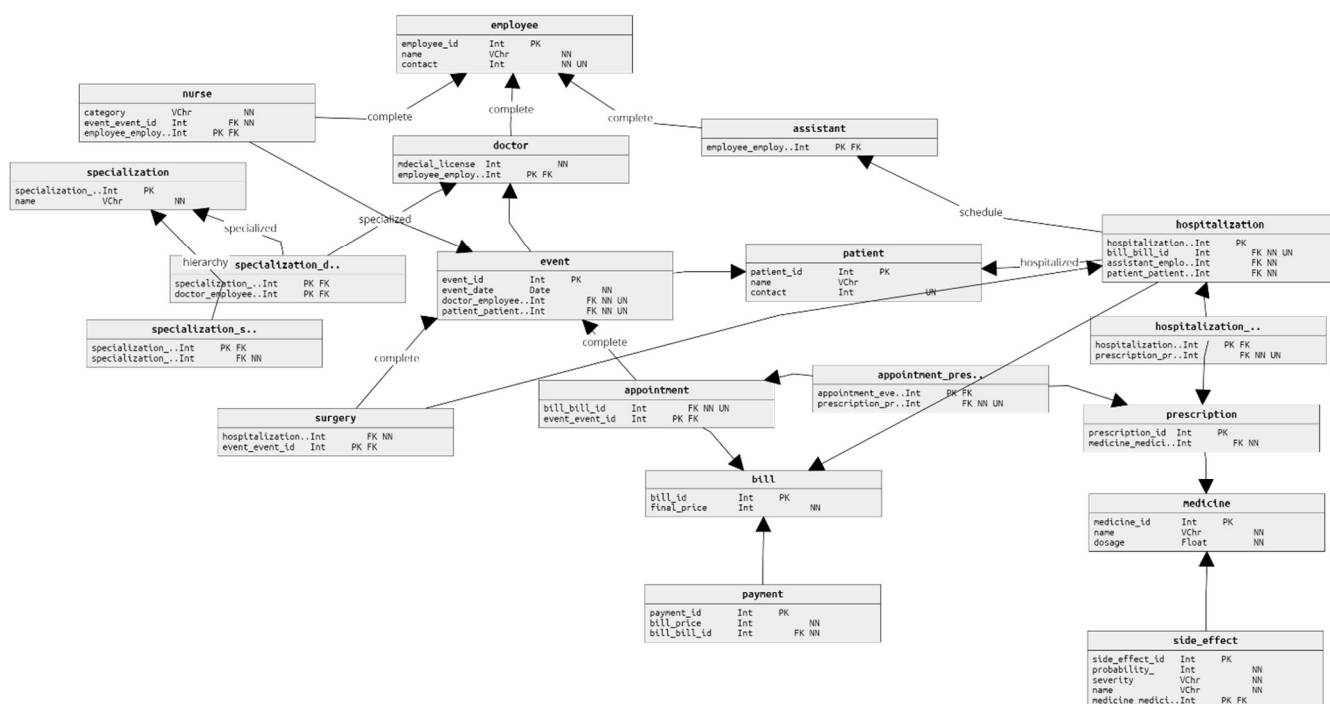 employee
employee_id Int PK
name VChr NN
contact Int NN UN
nurse
category VChr NN
event_event_id Int FK NN
employee_employ..Int PK FK
complete
complete
complete
assistant
employee_employ..Int PK FK
doctor
mdecial_license Int NN
employee_employ..Int PK FK
specialization
specialization_..Int PK
name VChr NN
specialized
specialized
hierarchy
schedule
hospitalization
hospitalization..Int PK
bill_bill_id Int FK NN UN
assistant_emplo..Int FK NN
patient_patient..Int FK NN
specialization_d..
specialization_..Int PK FK
doctor_employee..Int PK FK
event
event_id Int PK
event_date Date NN
doctor_employee..Int FK NN UN
patient_patient..Int FK NN UN
patient
patient_id Int PK
name VChr
contact Int UN
hospitalized
specialization_s..
specialization_..Int PK FK
specialization_..Int FK NN
hospitalization_..
hospitalization..Int PK FK
prescription_pr..Int FK NN UN
complete
complete
appointment
bill_bill_id Int FK NN UN
event_event_id Int PK FK
appointment_pres..
appointment_eve..Int PK FK
prescription_pr..Int FK NN UN
surgery
hospitalization..Int FK NN
event_event_id Int PK FK
prescription
prescription_id Int PK
medicine_medici..Int FK NN
bill
bill_id Int PK
final_price Int NN
medicine
medicine_id Int PK
name VChr NN
dosage Float NN
payment
payment_id Int PK
bill_price Int NN
bill_bill_id Int FK NN
side_effect
side_effect_id Int PK
probability_ Int NN
severity VChr NN
name VChr NN
medicine_medici..Int PK FK